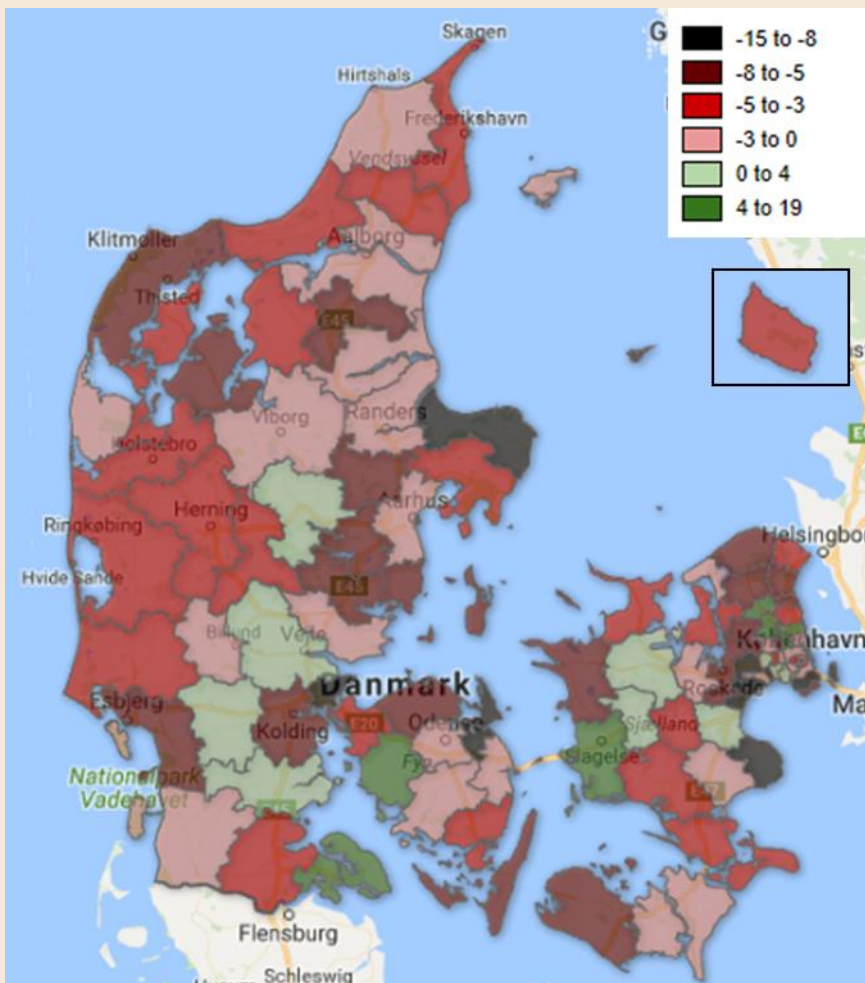 Skagen
G
-15 to -8
-8 to -5
-5 to -3
-3 to 0
0 to 4
4 to 19
Hirtshals
Frederikshavn
Vendsyssel
Klitmøller
Aalborg
Thisted
E45
Viborg
Randers
Holstebro
Aarhus
Herning
Ringkøbing
Helsingbor
Hvide Sande
E45
Billund
Vejle
København
Danmark
Roskilde
Ma
Esbjerg
Kolding
E20
Odense
Sjælland
Fyn
Slagelse
Nationalpark
Vadehavet
E47
E45
Flensburg
Schleswig